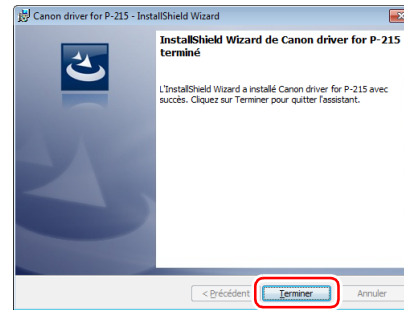 Canon driver for P-215 - InstallShield Wizard
InstallShield Wizard de Canon driver for P-215
terminé
L'InstallShield Wizard a installé Canon driver for P-215 avec
succès. Cliquez sur Terminer pour quitter l'assistant.
< Précédent Terminer Annuler